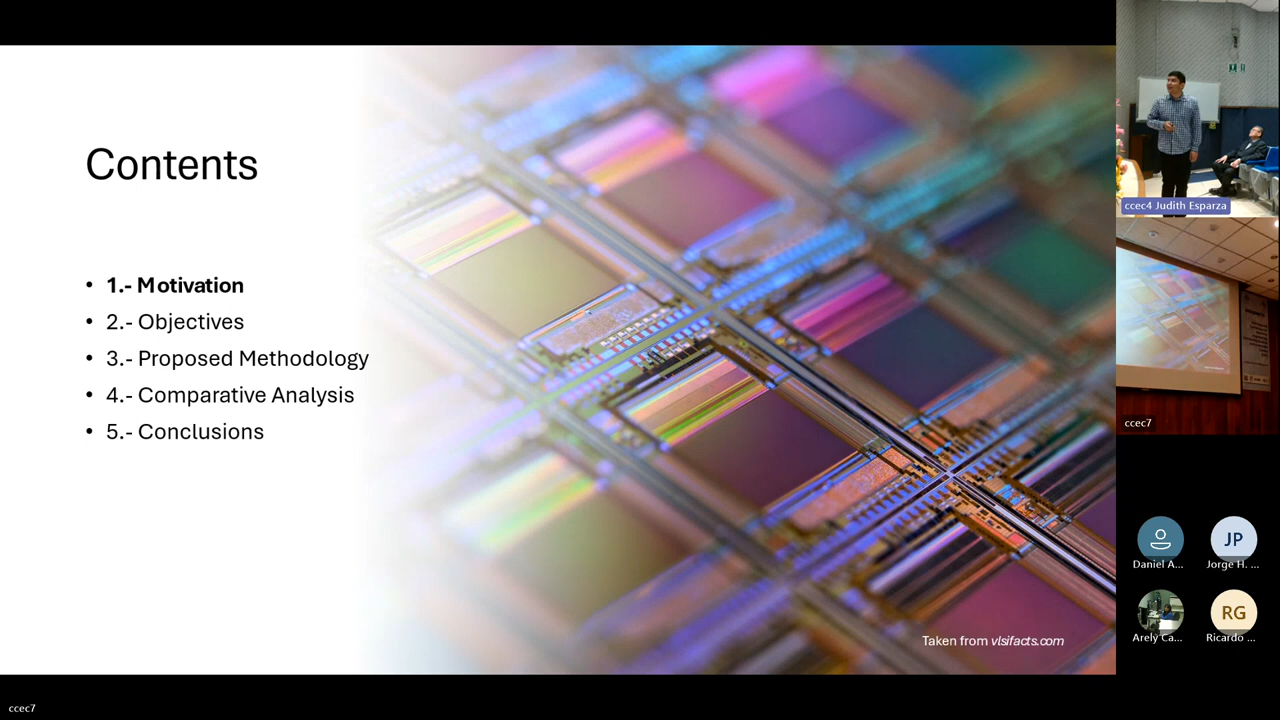 Contents
• 1.- Motivation
• 2.- Objectives
• 3.- Proposed Methodology
• 4.- Comparative Analysis
• 5.- Conclusions
Taken from vlsifacts.com
ccec4 Judith Esparza
ccec7
JP
Daniel A...
Jorge H. ...
RG
Arely Ca...
Ricardo ...
ccec7